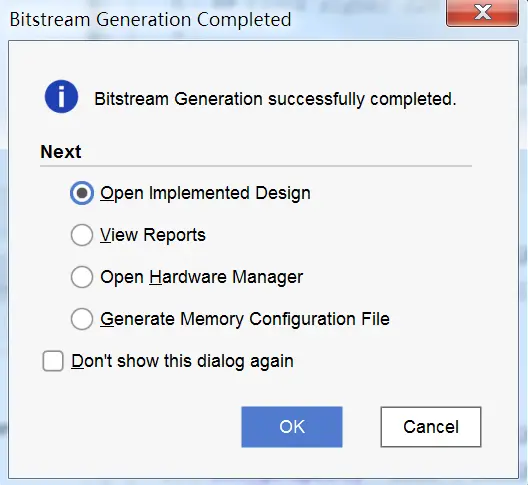 Bitstream Generation Completed
Bitstream Generation successfully completed.
Next
Open Implemented Design
View Reports
Open Hardware Manager
Generate Memory Configuration File
Don't show this dialog again
OK
Cancel